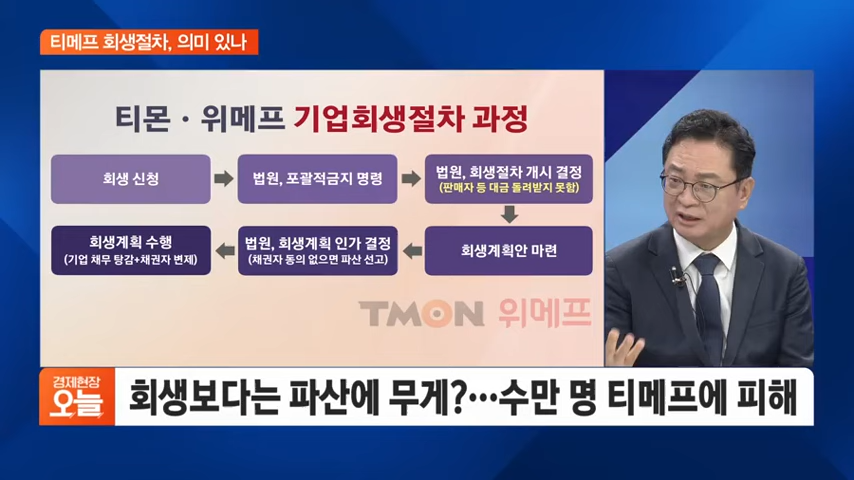 티메프 회생절차, 의미 있나
티몬 · 위메프 기업회생절차 과정
회생 신청
법원, 포괄적금지 명령
법원, 회생절차 개시 결정
(판매자 등 대금 돌려받지 못함)
회생계획안 마련
법원, 회생계획 인가 결정
(채권자 동의 없으면 파산 선고)
회생계획 수행
(기업 채무 탕감+채권자 변제)
TMON 위메프
경제현장
오늘
회생보다는 파산에 무게?…수만 명 티메프에 피해